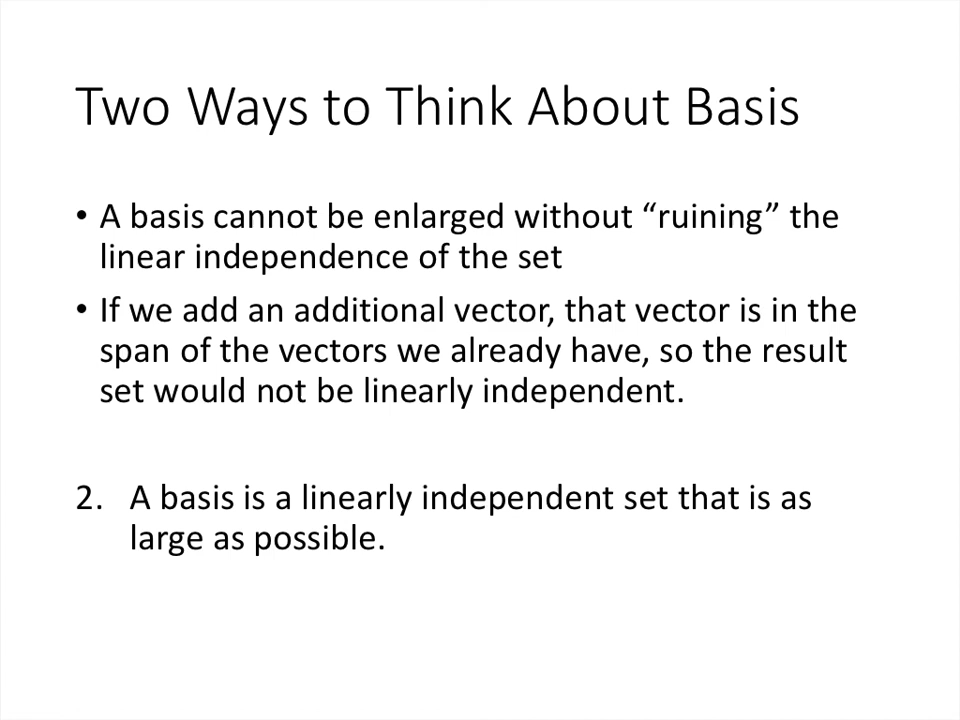 Two Ways to Think About Basis
• A basis cannot be enlarged without “ruining” the
linear independence of the set
• If we add an additional vector, that vector is in the
span of the vectors we already have, so the result
set would not be linearly independent.
2. A basis is a linearly independent set that is as
large as possible.